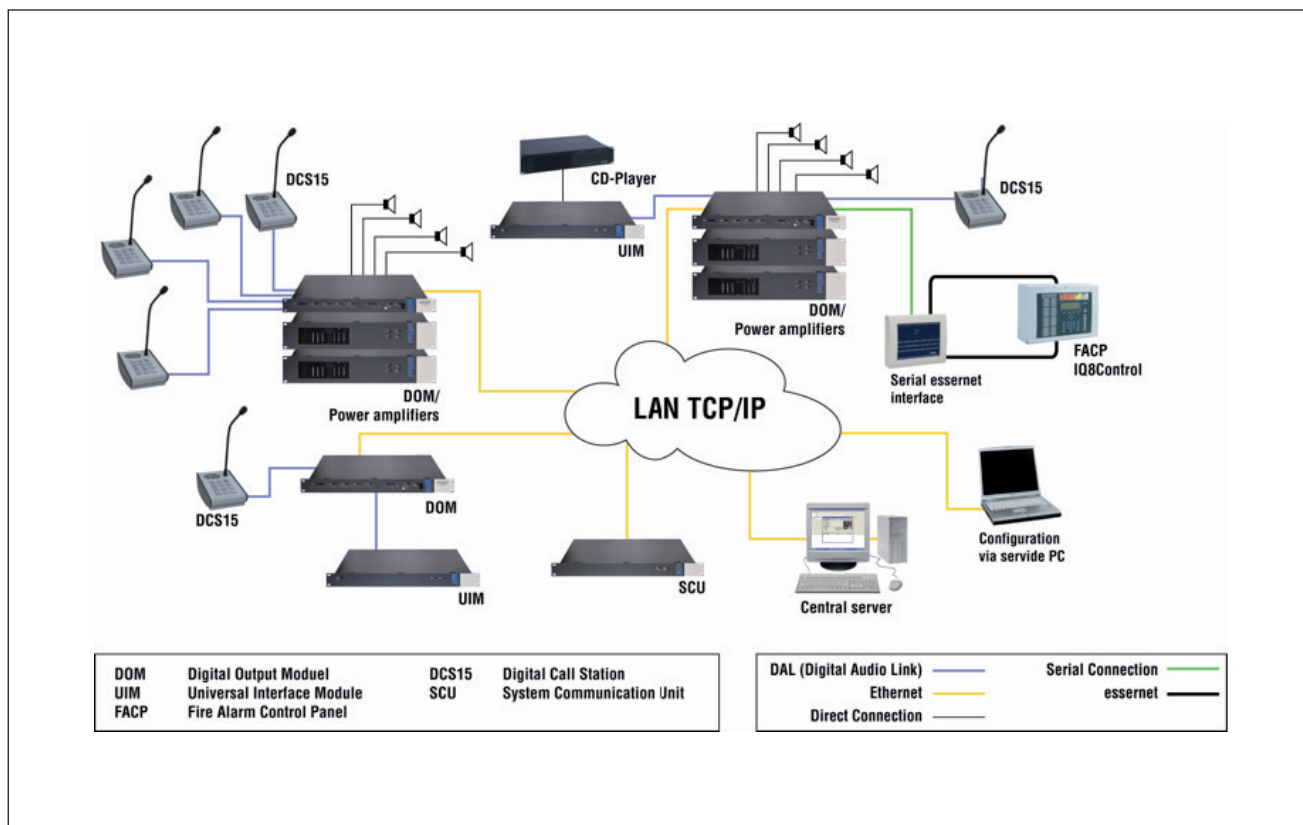 DCS15
CD-Player
UIM
DCS15
DOM/
Power amplifiers
DOM/
Power amplifiers
Serial essernet
interface
FACP
IQ8Control
LAN TCP/IP
DCS15
DOM
UIM
SCU
Central server
Configuration
via servide PC
DOM Digital Output Moduel
UIM Universal Interface Module
FACP Fire Alarm Control Panel
DCS15 Digital Call Station
SCU System Communication Unit
DAL (Digital Audio Link)
Ethernet
Direct Connection
Serial Connection
essernet